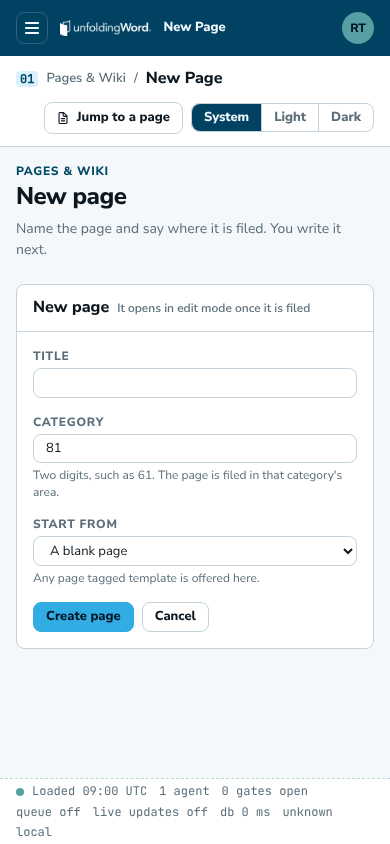 unfoldingWord. New Page RT
01 Pages & Wiki / New Page
Jump to a page System Light Dark
PAGES & WIKI
New page
Name the page and say where it is filed. You write it
next.
New page It opens in edit mode once it is filed
TITLE
CATEGORY
81
Two digits, such as 61. The page is filed in that category's
area.
START FROM
A blank page
Any page tagged template is offered here.
Create page Cancel
Loaded 09:00 UTC 1 agent 0 gates open
queue off live updates off db 0 ms unknown
local